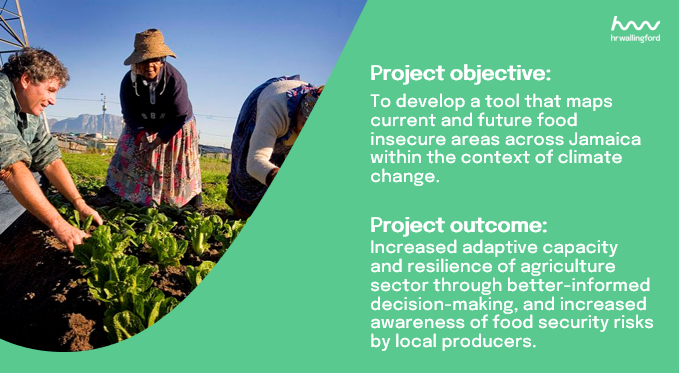 hrwallingford
Project objective:
To develop a tool that maps
current and future food
insecure areas across Jamaica
within the context of climate
change.
Project outcome:
Increased adaptive capacity
and resilience of agriculture
sector through better-informed
decision-making, and increased
awareness of food security risks
by local producers.